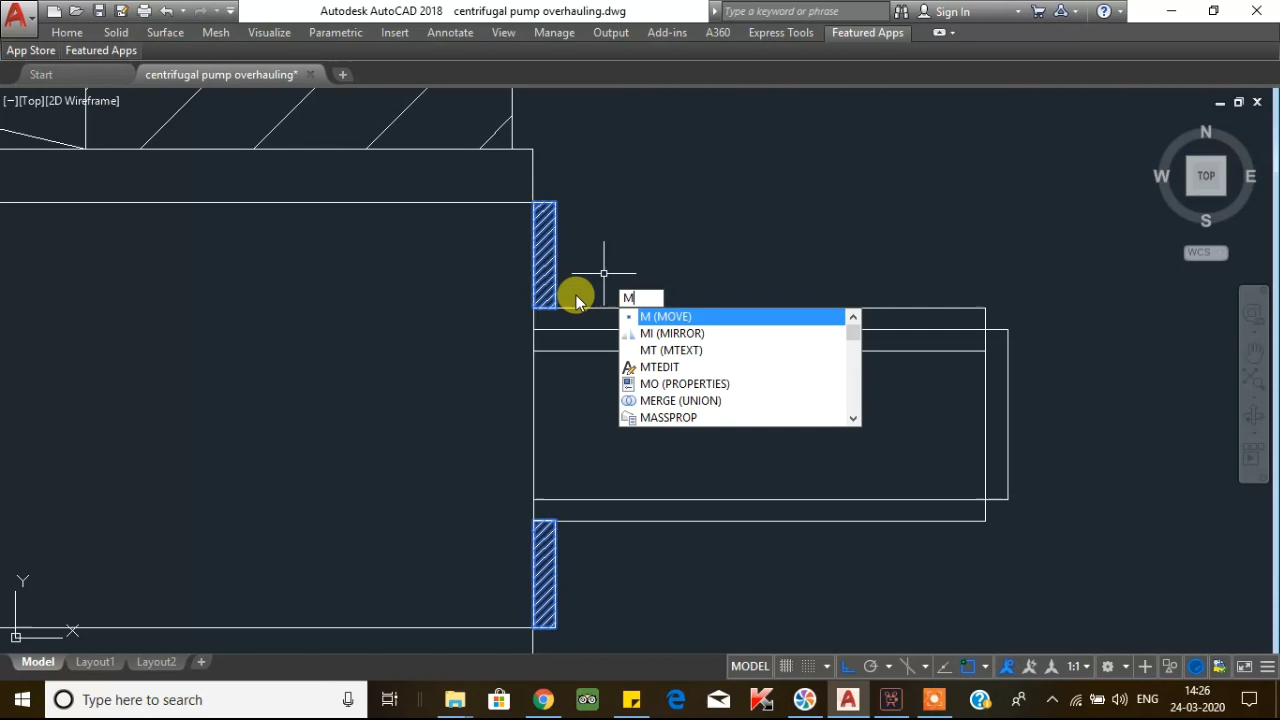 Autodesk AutoCAD 2018 centrifugal pump overhauling.dwg
Type a keyword or phrase
Sign In
Home Solid Surface Mesh Visualize Parametric Insert Annotate View Manage Output Add-ins A360 Express Tools Featured Apps
App Store Featured Apps
Start centrifugal pump overhauling*
[−][Top][2D Wireframe]
N
W TOP E
S
WCS
M
M (MOVE)
MI (MIRROR)
MT (MTEXT)
MTEDIT
MO (PROPERTIES)
MERGE (UNION)
MASSPROP
Y
X
Model Layout1 Layout2
MODEL 1:1
Type here to search
ENG
14:26
24-03-2020